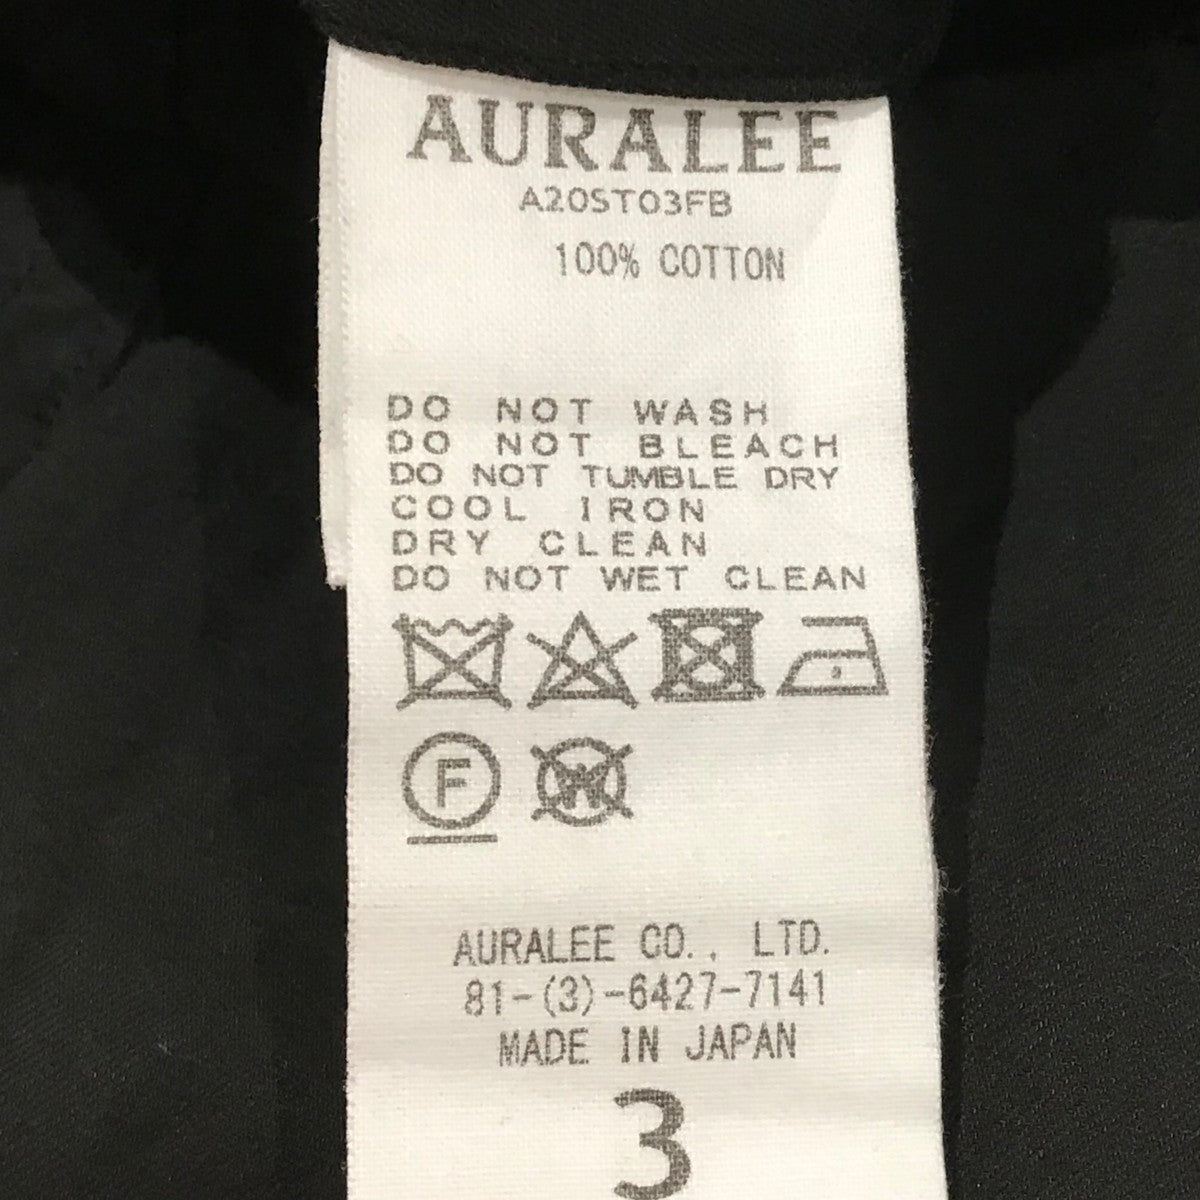 AURALEE
A20ST03FB
100% COTTON
DO NOT WASH
DO NOT BLEACH
DO NOT TUMBLE DRY
COOL IRON
DRY CLEAN
DO NOT WET CLEAN
F W
AURALEE CO., LTD.
81-(3)-6427-7141
MADE IN JAPAN
3